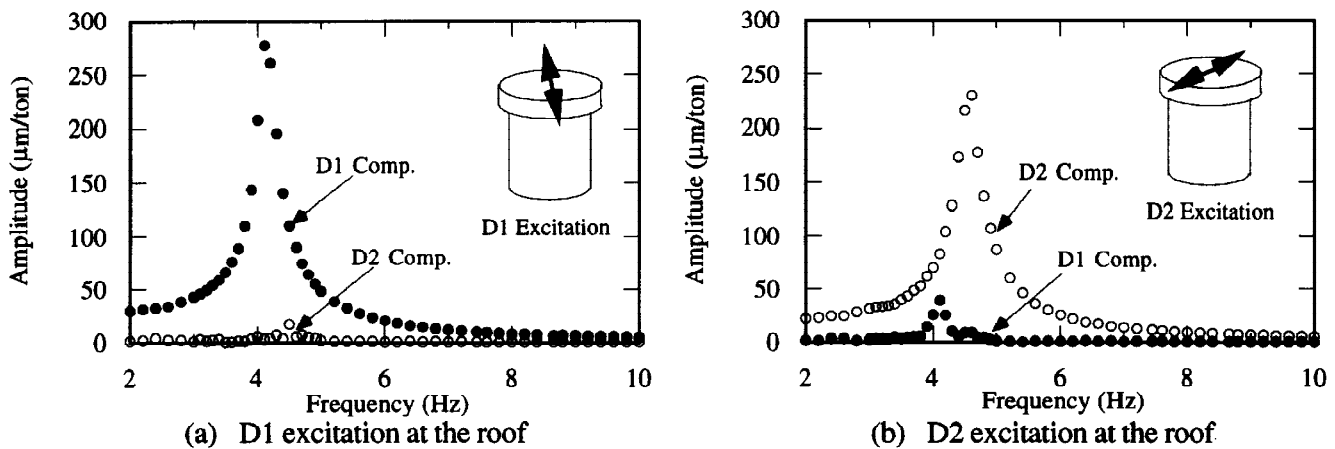 300
250
200
150
100
50
0
Amplitude (μm/ton)
D1 Comp.
D1 Excitation
D2 Comp.
2 4 6 8 10
Frequency (Hz)
(a) D1 excitation at the roof
300
250
200
150
100
50
0
Amplitude (μm/ton)
D2 Comp.
D2 Excitation
D1 Comp.
2 4 6 8 10
Frequency (Hz)
(b) D2 excitation at the roof